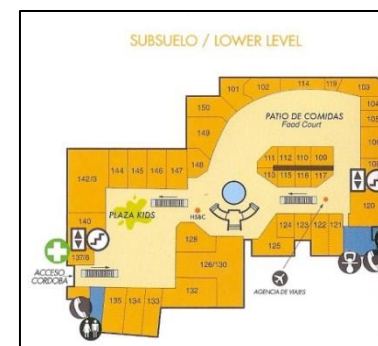 SUBSUELO / LOWER LEVEL
101
102
114
119
103
104
105
150
149
148
PATIO DE COMIDAS
Food Court
111 112 110 109
113 115 116 117
142/3
144 145 146 147
PLAZA KIDS
HSBC
140
137/8
ACCESO
CORDOBA
128
126/130
132
135 134 133
125
124 123 122 121
120
AGENCIA DE VIAJES